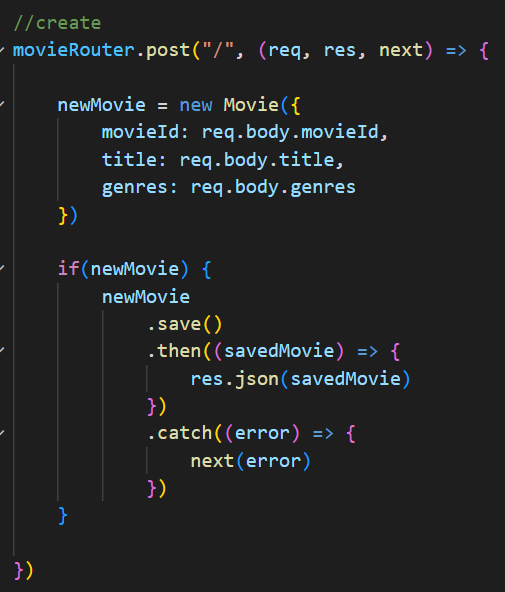 //create
movieRouter.post("/", (req, res, next) => {
    newMovie = new Movie({
        movieId: req.body.movieId,
        title: req.body.title,
        genres: req.body.genres
    })
    if(newMovie) {
        newMovie
            .save()
            .then((savedMovie) => {
                res.json(savedMovie)
            })
            .catch((error) => {
                next(error)
            })
    }
})